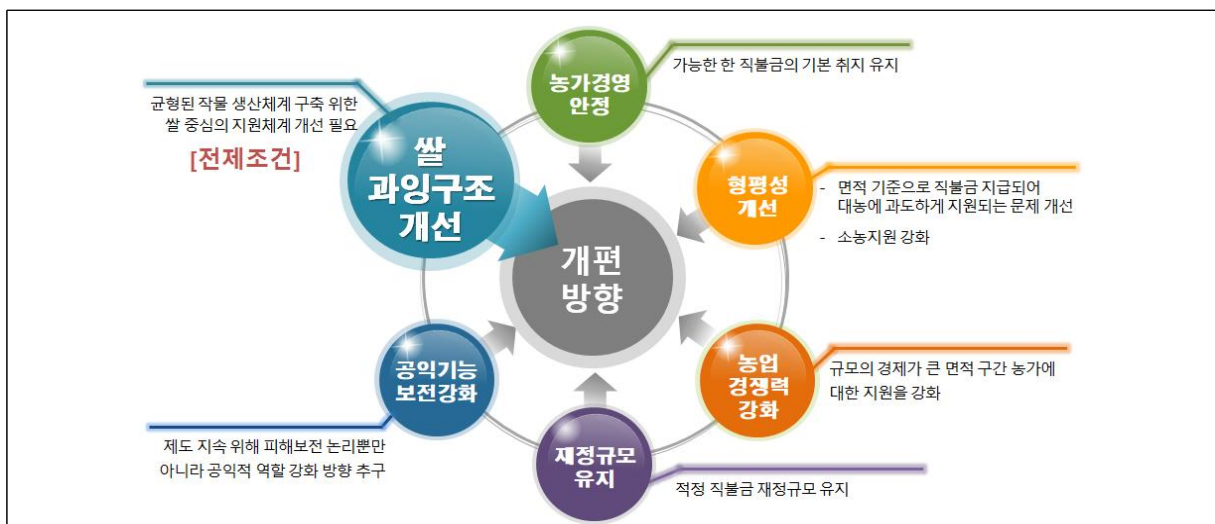 농가경영
안정
가능한 한 직불금의 기본 취지 유지
균형된 작물 생산체계 구축 위한
쌀 중심의 지원체계 개선 필요
[전제조건]
쌀
과잉구조
개선
형평성
개선
- 면적 기준으로 직불금 지급되어
대농에 과도하게 지원되는 문제 개선
- 소농지원 강화
개편
방향
공익기능
보전강화
제도 지속 위해 피해보전 논리뿐만
아니라 공익적 역할 강화 방향 추구
농업
경쟁력
강화
규모의 경제가 큰 면적 구간 농가에
대한 지원을 강화
재정규모
유지
적정 직불금 재정규모 유지